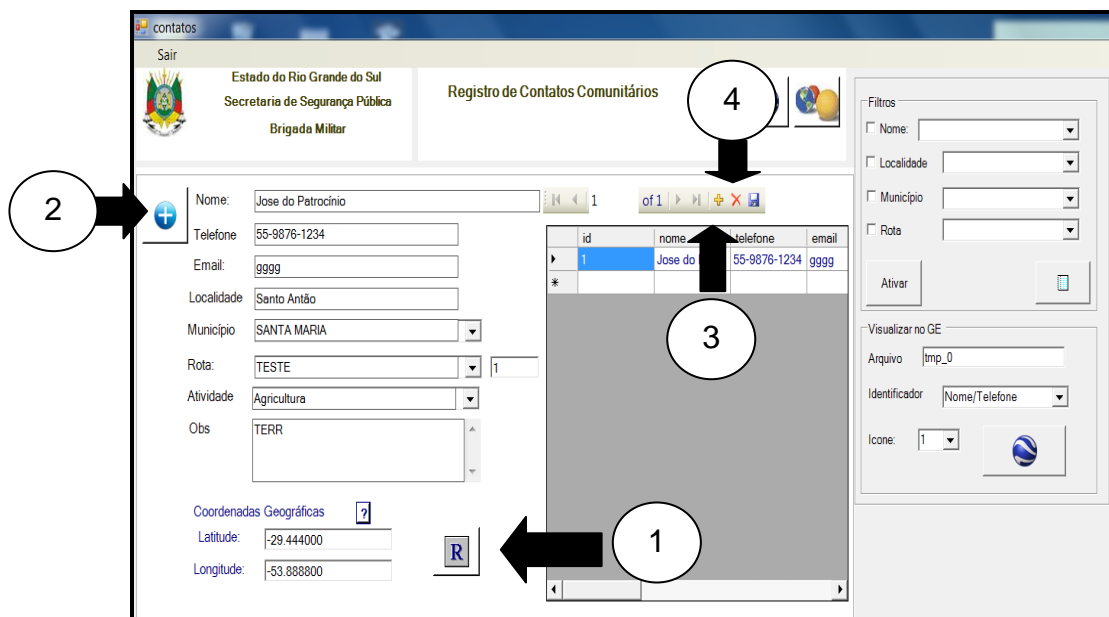 contatos
Sair
Estado do Rio Grande do Sul
Secretaria de Segurança Pública
Brigada Militar
Registro de Contatos Comunitários
4
2
Nome: Jose do Patrocínio
Telefone 55-9876-1234
Email: gggg
Localidade Santo Antão
Município SANTA MARIA
Rota: TESTE 1
Atividade Agricultura
Obs TERR
Coordenadas Geográficas ?
Latitude: -29.444000
Longitude: -53.888800
R
1
1 of 1
id nome telefone email
1 Jose do 55-9876-1234 gggg
3
Filtros
Nome:
Localidade
Município
Rota
Ativar
Visualizar no GE
Arquivo tmp_0
Identificador Nome/Telefone
Icone: 1